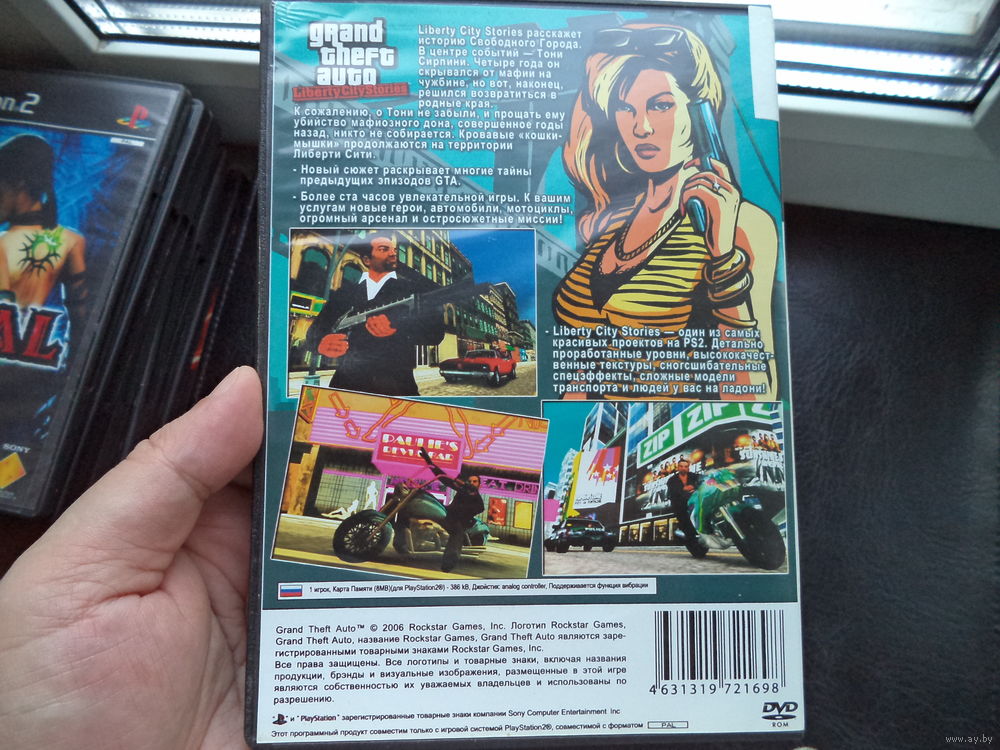 grand
theft
auto
Liberty City Stories
Liberty City Stories расскажет
историю Свободного Города.
В центре событий — Тони
Сирпини. Четыре года он
скрывался от мафии на
чужбине, но вот, наконец,
решился возвратиться в
родные края.
К сожалению, о Тони не забыли, и прощать ему
убийство мафиозного дона, совершенное годы
назад, никто не собирается. Кровавые «кошки-
мышки» продолжаются на территории
Либерти Сити.
- Новый сюжет раскрывает многие тайны
предыдущих эпизодов GTA.
- Более ста часов увлекательной игры. К вашим
услугам новые герои, автомобили, мотоциклы,
огромный арсенал и остросюжетные миссии!
- Liberty City Stories — один из самых
красивых проектов на PS2. Детально
проработанные уровни, высококачест-
венные текстуры, сногсшибательные
спецэффекты, сложные модели
транспорта и людей у вас на ладони!
PAULIE'S
REVUE BAR
EAT DRIN
ZIP ZIP
POLICE
1 игрок, Карта Памяти (8MB)(для PlayStation2®) - 386 kB, Джойстик: analog controller, Поддерживается функция вибрации
Grand Theft Auto™ © 2006 Rockstar Games, Inc. Логотип Rockstar Games,
Grand Theft Auto, название Rockstar Games, Grand Theft Auto являются заре-
гистрированными товарными знаками Rockstar Games, Inc.
Все права защищены. Все логотипы и товарные знаки, включая названия
продукции, брэнды и визуальные изображения, размещенные в этой игре
являются собственностью их уважаемых владельцев и использованы по
разрешению.
4 631319 721698
DVD
ROM
и "PlayStation" зарегистрированные товарные знаки компании Sony Computer Entertainment Inc
Этот программный продукт совместим только с игровой системой PlayStation2®, совместимой с форматом PAL
on 2
AL
SONY
www.ay.by